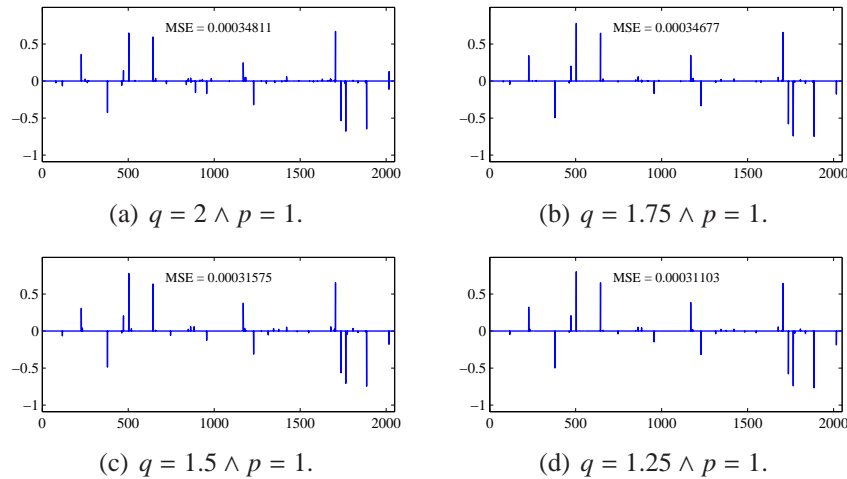 MSE = 0.00034811
0.5
0
−0.5
−1
0 500 1000 1500 2000
(a) q = 2 ∧ p = 1.
MSE = 0.00034677
0.5
0
−0.5
−1
0 500 1000 1500 2000
(b) q = 1.75 ∧ p = 1.
MSE = 0.00031575
0.5
0
−0.5
−1
0 500 1000 1500 2000
(c) q = 1.5 ∧ p = 1.
MSE = 0.00031103
0.5
0
−0.5
−1
0 500 1000 1500 2000
(d) q = 1.25 ∧ p = 1.